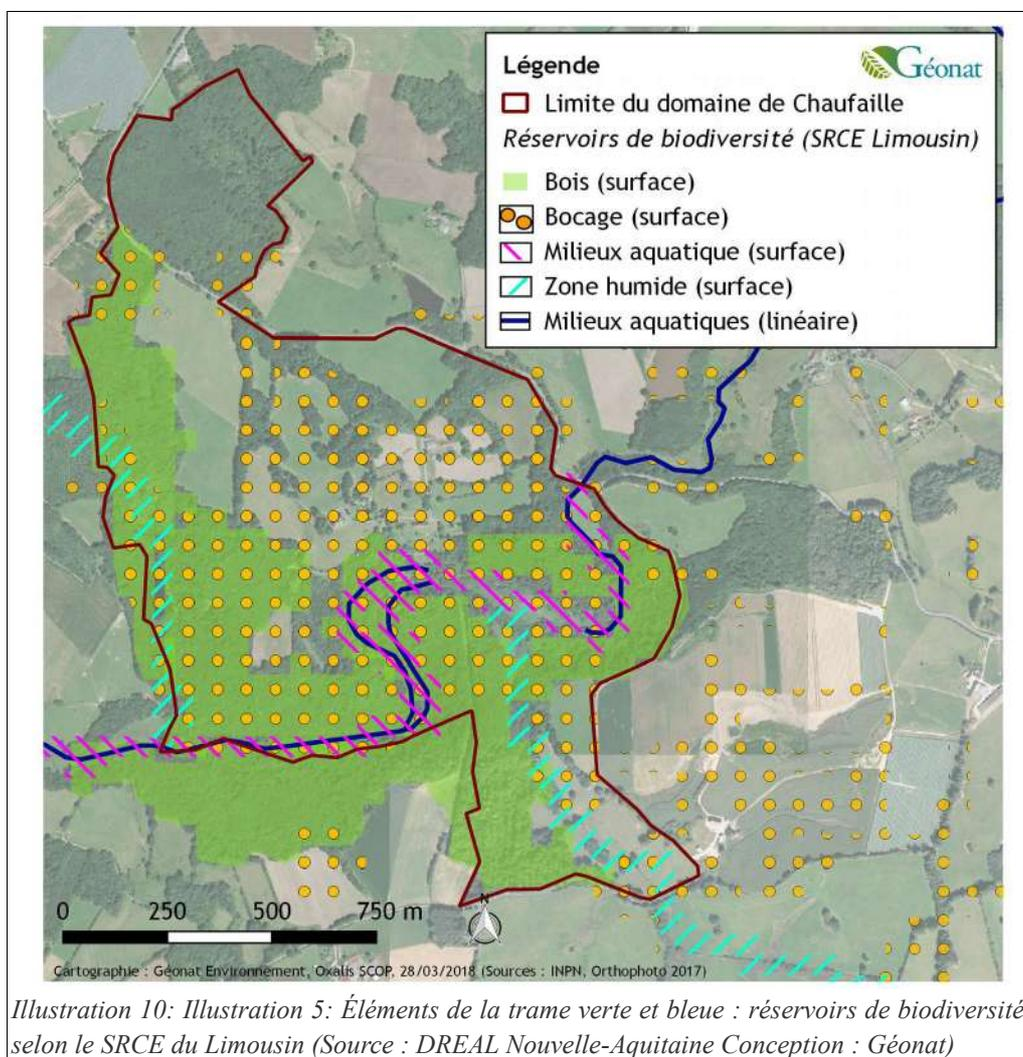 Légende
Géonat
Limite du domaine de Chaufaille
Réservoirs de biodiversité (SRCE Limousin)
Bois (surface)
Bocage (surface)
Milieux aquatique (surface)
Zone humide (surface)
Milieux aquatiques (linéaire)
0 250 500 750 m
N
Cartographie : Géonat Environnement, Oxalis SCOP, 28/03/2018 (Sources : INPN, Orthophoto 2017)
Illustration 10: Illustration 5: Éléments de la trame verte et bleue : réservoirs de biodiversité
selon le SRCE du Limousin (Source : DREAL Nouvelle-Aquitaine Conception : Géonat)